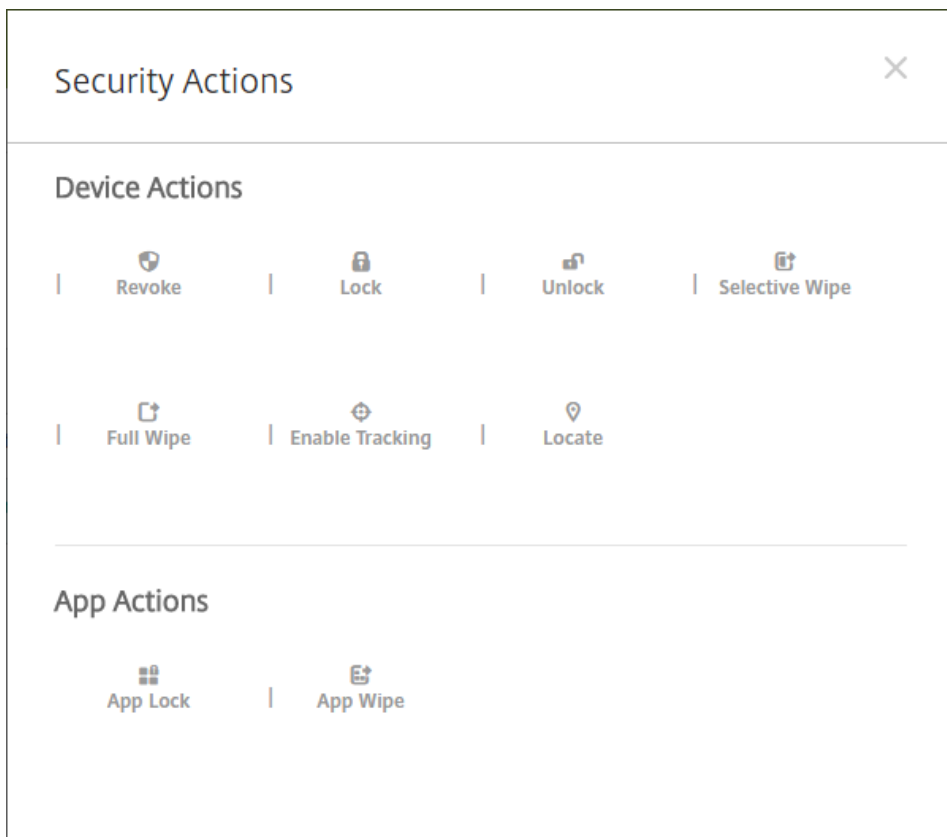 Security Actions
Device Actions
Revoke | Lock | Unlock | Selective Wipe
Full Wipe | Enable Tracking | Locate
App Actions
App Lock | App Wipe